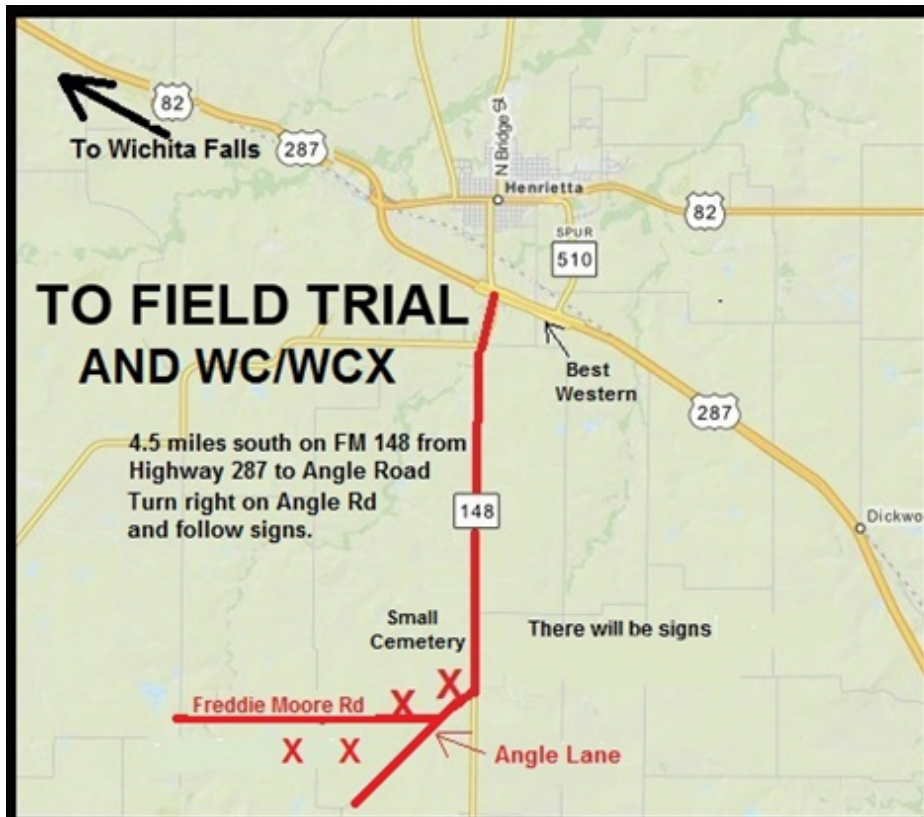 82
To Wichita Falls
287
N Bridge St
Henrietta
82
SPUR
510
TO FIELD TRIAL
AND WC/WCX
Best
Western
287
4.5 miles south on FM 148 from
Highway 287 to Angle Road
Turn right on Angle Rd
and follow signs.
148
Dickwo
Small
Cemetery
There will be signs
X X
Freddie Moore Rd
X X
Angle Lane